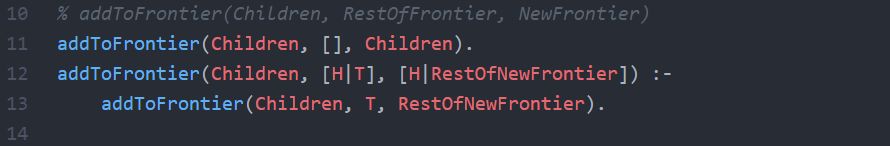 10 % addToFrontier(Children, RestOfFrontier, NewFrontier)
11 addToFrontier(Children, [], Children).
12 addToFrontier(Children, [H|T], [H|RestOfNewFrontier]) :-
13     addToFrontier(Children, T, RestOfNewFrontier).
14